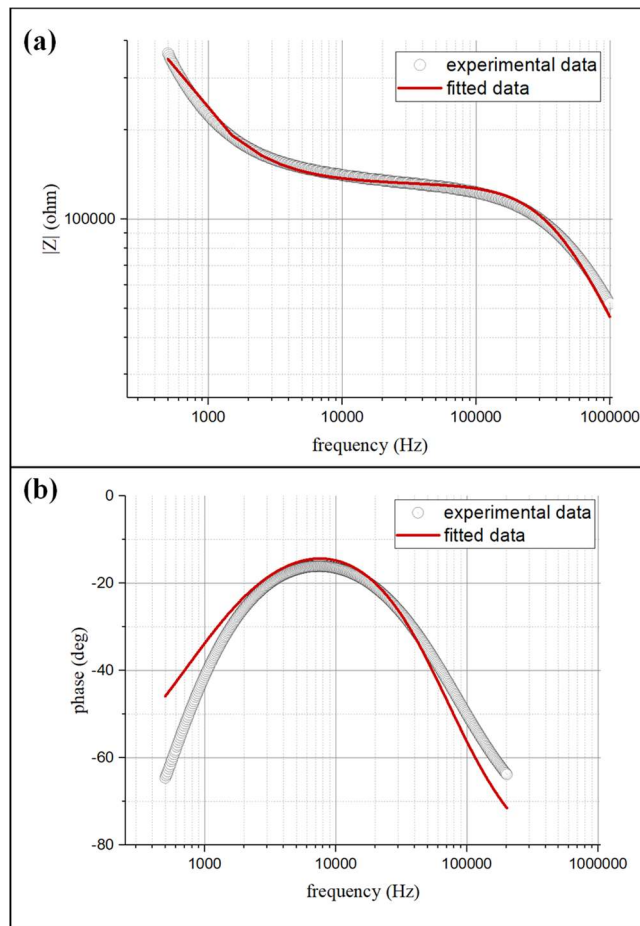 (a)
experimental data
fitted data
|Z| (ohm)
100000
1000
10000
100000
1000000
frequency (Hz)
(b)
experimental data
fitted data
phase (deg)
0
-20
-40
-60
-80
1000
10000
100000
1000000
frequency (Hz)